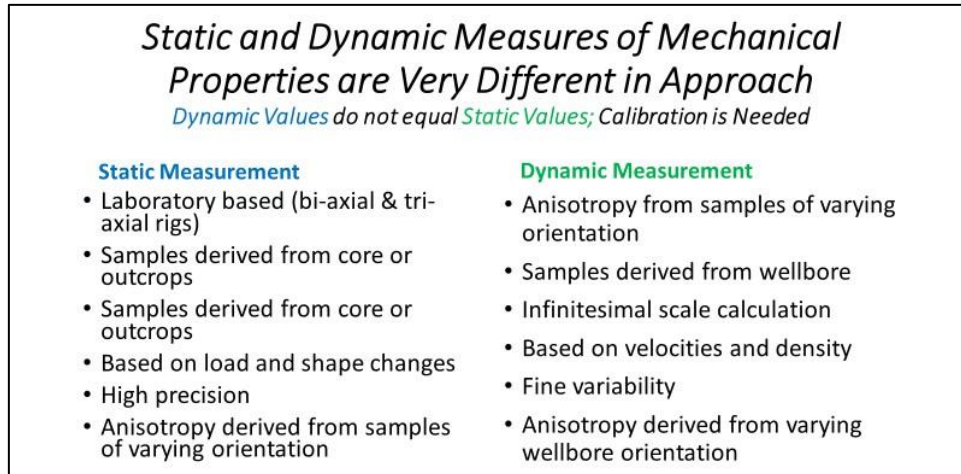 Static and Dynamic Measures of Mechanical
Properties are Very Different in Approach
Dynamic Values do not equal Static Values; Calibration is Needed
Static Measurement
• Laboratory based (bi-axial & tri-
axial rigs)
• Samples derived from core or
outcrops
• Samples derived from core or
outcrops
• Based on load and shape changes
• High precision
• Anisotropy derived from samples
of varying orientation
Dynamic Measurement
• Anisotropy from samples of varying
orientation
• Samples derived from wellbore
• Infinitesimal scale calculation
• Based on velocities and density
• Fine variability
• Anisotropy derived from varying
wellbore orientation